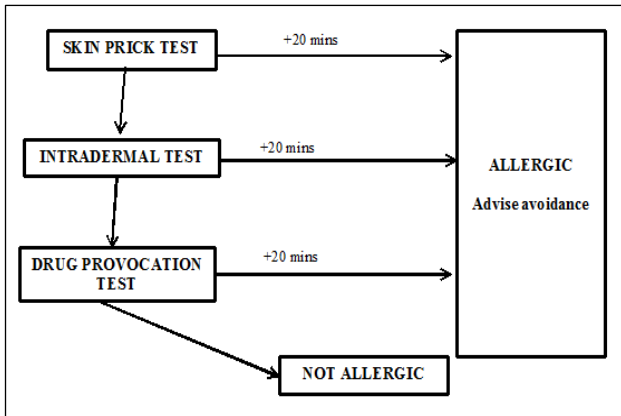 SKIN PRICK TEST
+20 mins
INTRADERMAL TEST
+20 mins
ALLERGIC
Advise avoidance
DRUG PROVOCATION
TEST
+20 mins
NOT ALLERGIC